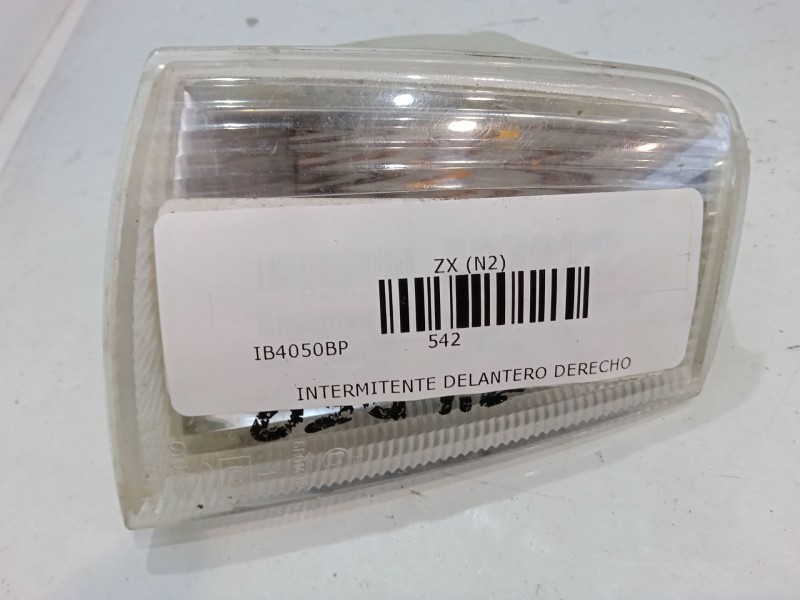 ZX (N2)
IB4050BP
542
INTERMITENTE DELANTERO DERECHO